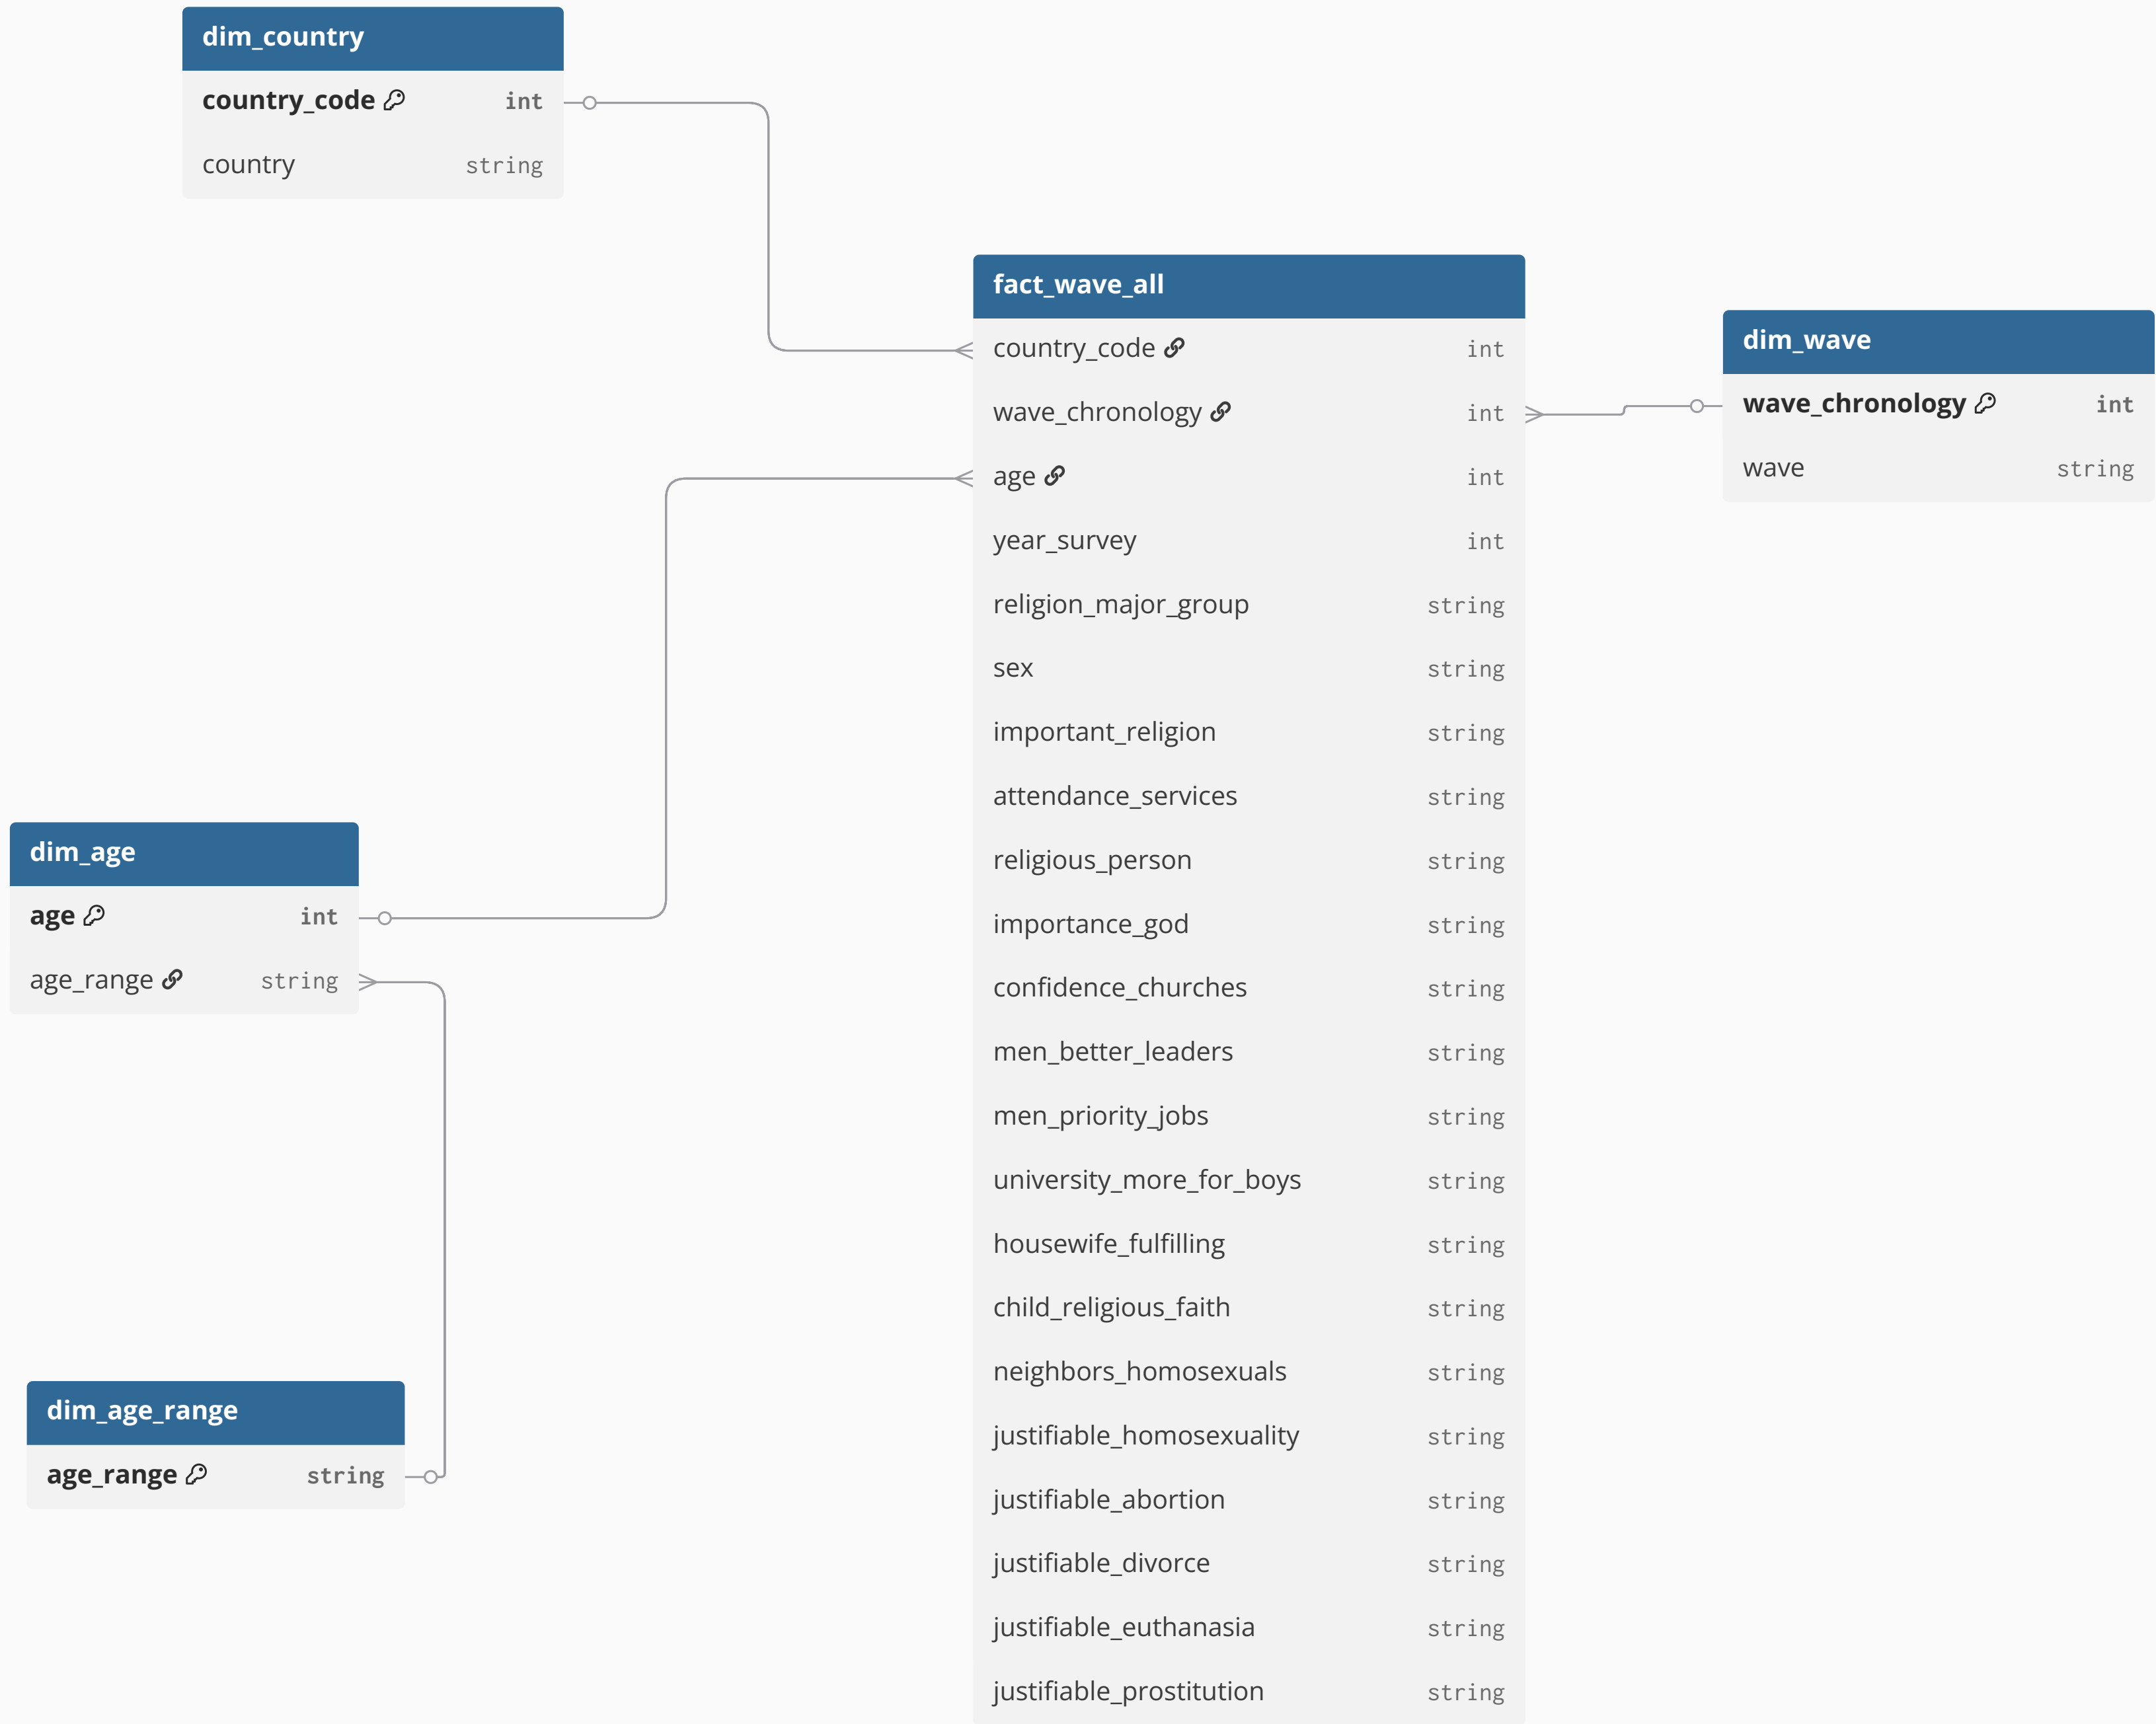 dim_country
country_code int
country string
fact_wave_all
country_code int
wave_chronology int
age int
year_survey int
religion_major_group string
sex string
important_religion string
attendance_services string
religious_person string
importance_god string
confidence_churches string
men_better_leaders string
men_priority_jobs string
university_more_for_boys string
housewife_fulfilling string
child_religious_faith string
neighbors_homosexuals string
justifiable_homosexuality string
justifiable_abortion string
justifiable_divorce string
justifiable_euthanasia string
justifiable_prostitution string
dim_wave
wave_chronology int
wave string
dim_age
age int
age_range string
dim_age_range
age_range string